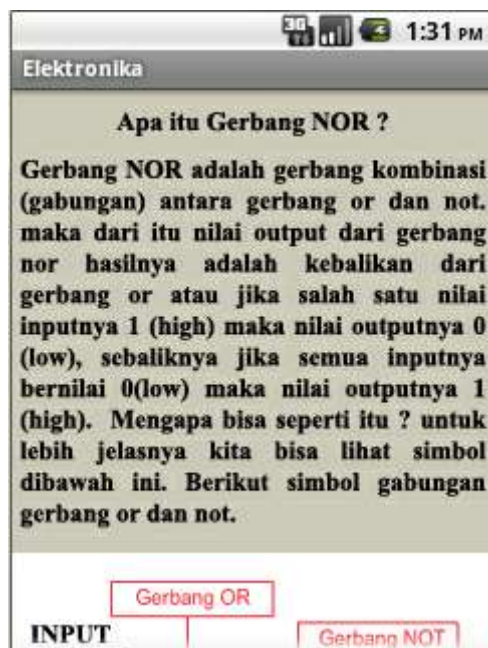 3G 1:31 PM
Elektronika
Apa itu Gerbang NOR ?
Gerbang NOR adalah gerbang kombinasi
(gabungan) antara gerbang or dan not.
maka dari itu nilai output dari gerbang
nor hasilnya adalah kebalikan dari
gerbang or atau jika salah satu nilai
inputnya 1 (high) maka nilai outputnya 0
(low), sebaliknya jika semua inputnya
bernilai 0(low) maka nilai outputnya 1
(high). Mengapa bisa seperti itu ? untuk
lebih jelasnya kita bisa lihat simbol
dibawah ini. Berikut simbol gabungan
gerbang or dan not.
Gerbang OR
INPUT
Gerbang NOT